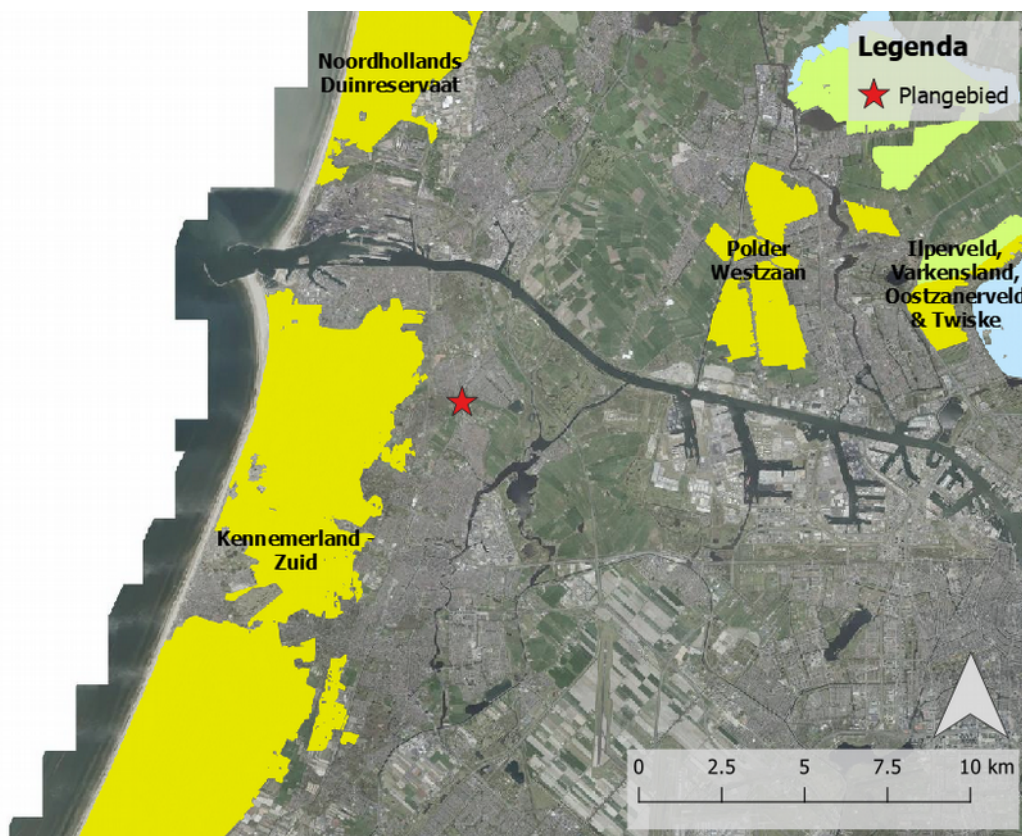 Noordhollands
Duinreservaat
Legenda
Plangebied
Polder
Westzaan
Ilperveld,
Varkensland,
Oostzanerveld
& Twiske
Kennemerland -
Zuid
0 2.5 5 7.5 10 km